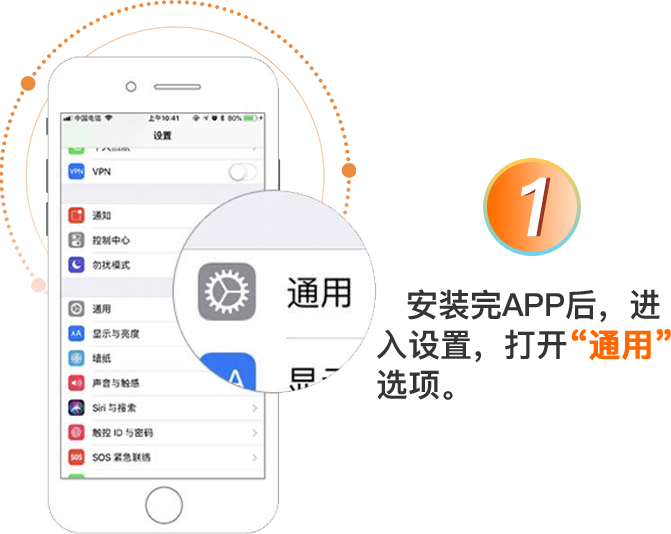 中国电信
上午10:41
80%
设置
VPN
VPN
通知
控制中心
勿扰模式
通用
显示与亮度
AA
墙纸
声音与触感
Siri 与搜索
触控 ID 与密码
SOS
SOS 紧急联络
通用
1
安装完APP后，进
入设置，打开“通用”
选项。